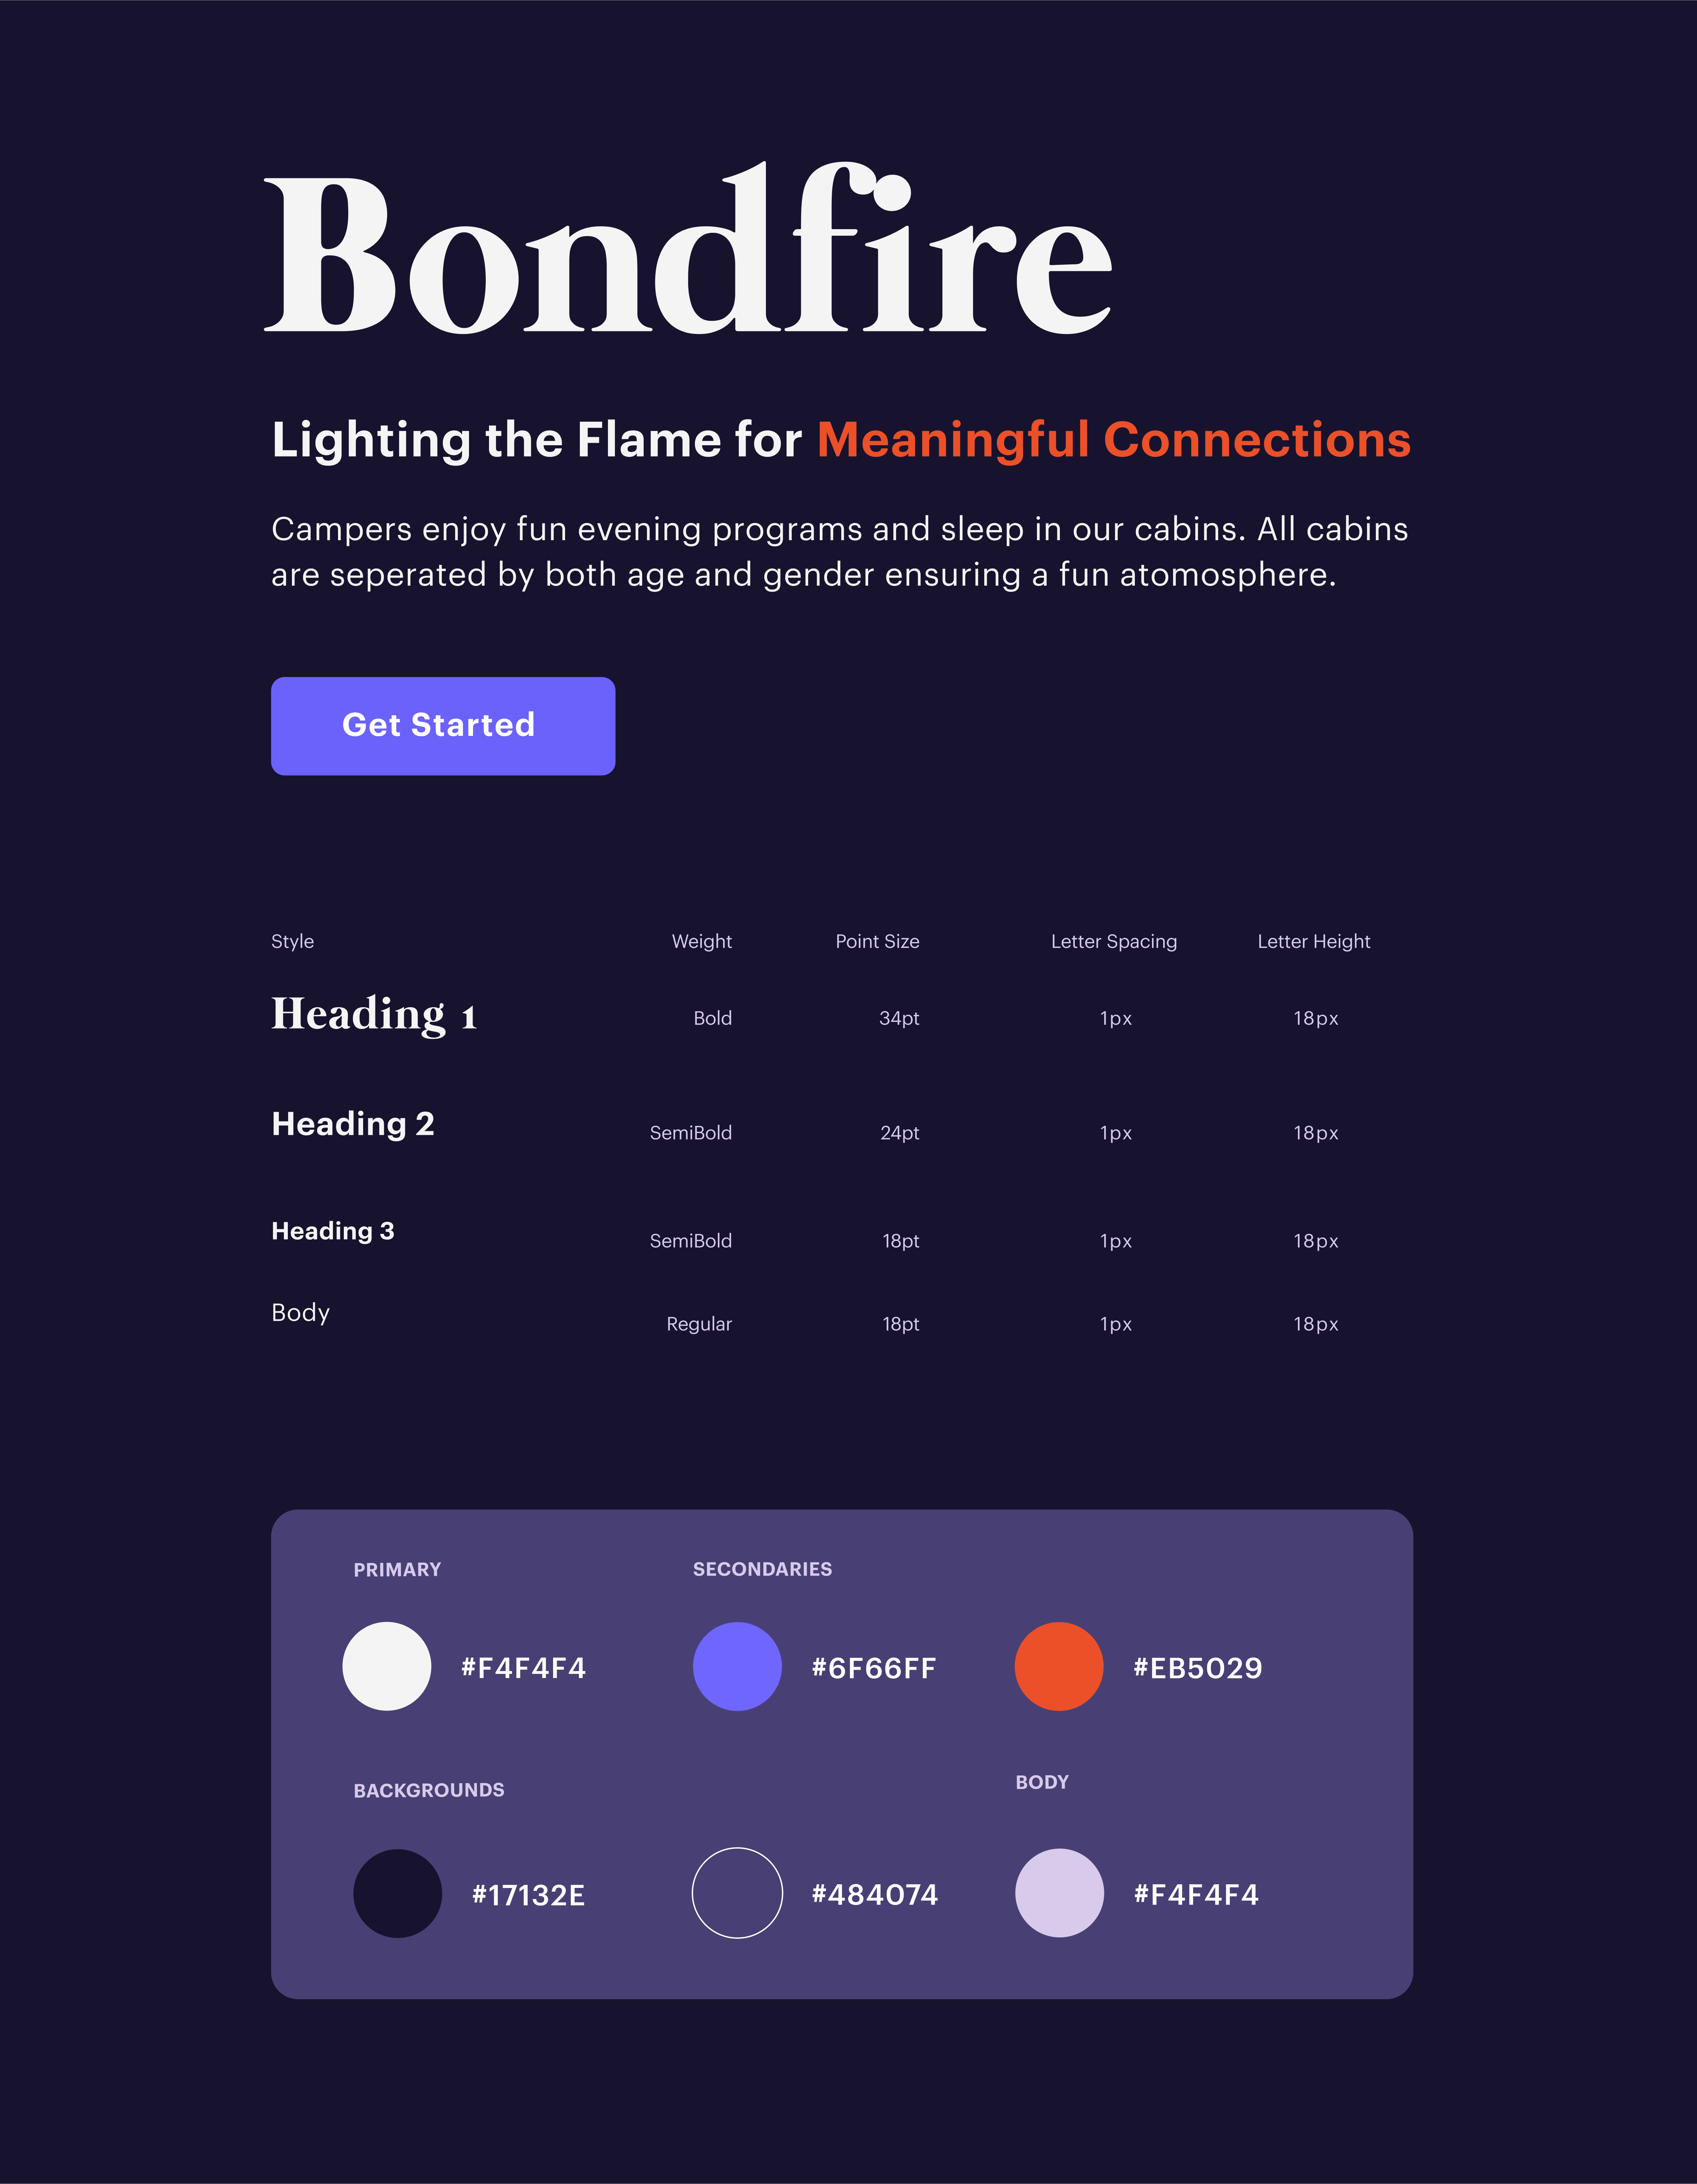 Bondfire
Lighting the Flame for Meaningful Connections
Campers enjoy fun evening programs and sleep in our cabins. All cabins
are seperated by both age and gender ensuring a fun atomosphere.
Get Started
Style Weight Point Size Letter Spacing Letter Height
Heading 1 Bold 34pt 1px 18px
Heading 2 SemiBold 24pt 1px 18px
Heading 3 SemiBold 18pt 1px 18px
Body Regular 18pt 1px 18px
PRIMARY SECONDARIES
#F4F4F4 #6F66FF #EB5029
BACKGROUNDS BODY
#17132E #484074 #F4F4F4